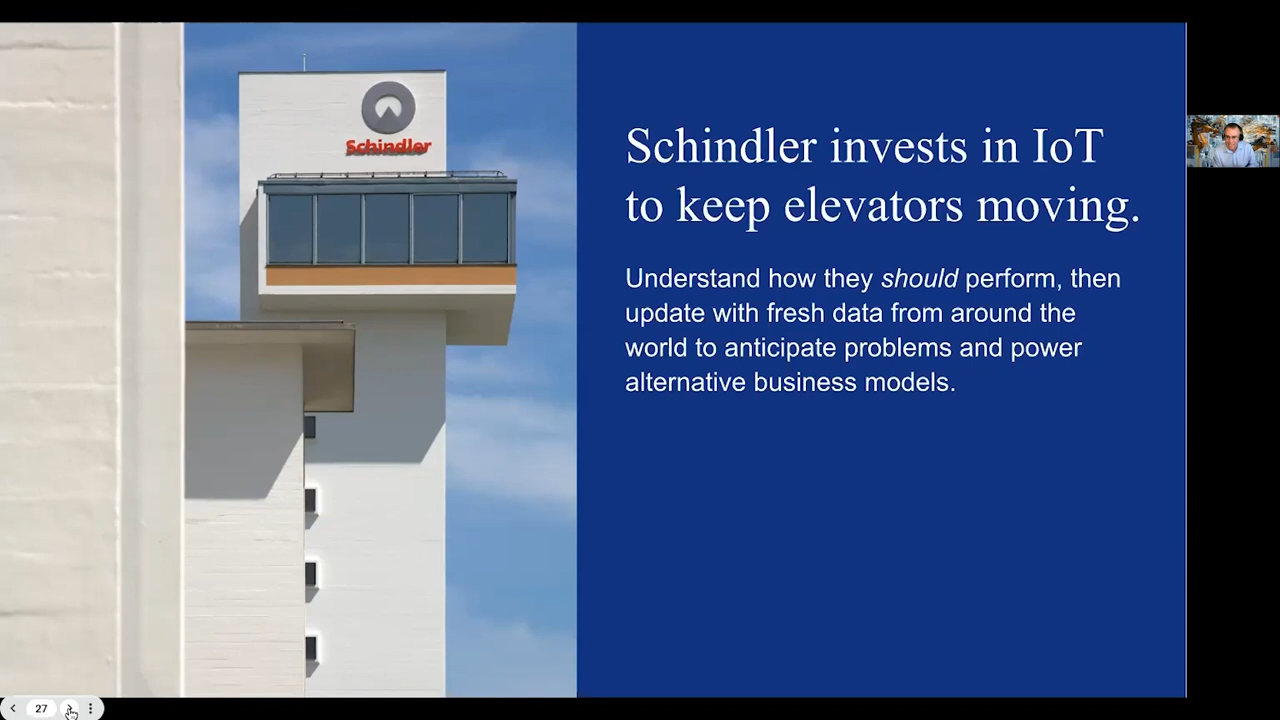 Schindler
Schindler invests in IoT
to keep elevators moving.
Understand how they should perform, then
update with fresh data from around the
world to anticipate problems and power
alternative business models.
27